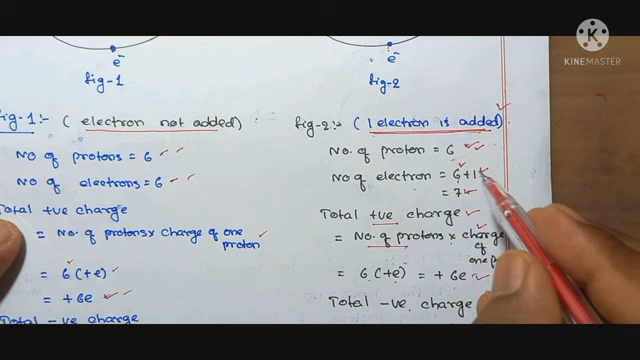 KINEMASTER
e⁻
fig-1
e⁻
fig-2
fig-1:- (electron not added)
No of protons = 6
No of electrons = 6
Total +ve charge
= No. of protons x charge of one proton
= 6 (+e)
= +6e
Total -ve charge
fig-2:- (1 electron is added)
No. of proton = 6
No of electron = 6+1
= 7
Total +ve charge
= No. of protons x charge of one
= 6 (+e) = +6e
Total -ve charge